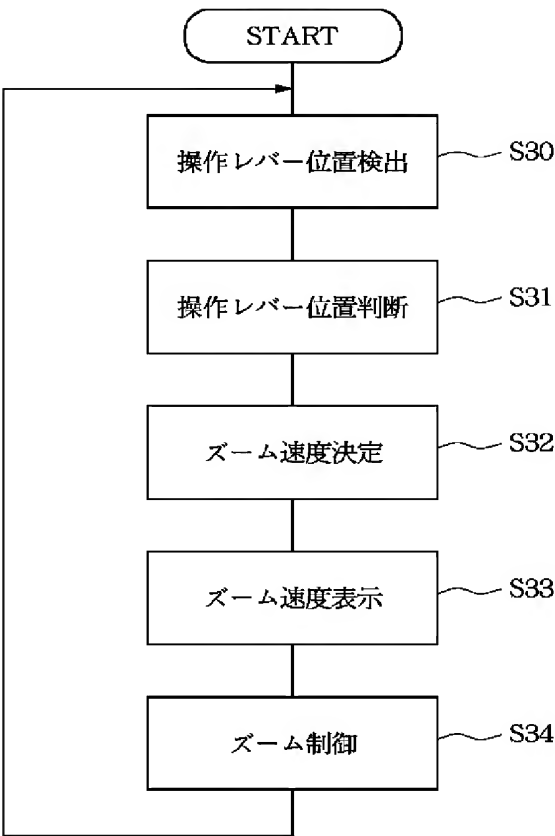 START
操作レバー位置検出
S30
操作レバー位置判断
S31
ズーム速度決定
S32
ズーム速度表示
S33
ズーム制御
S34